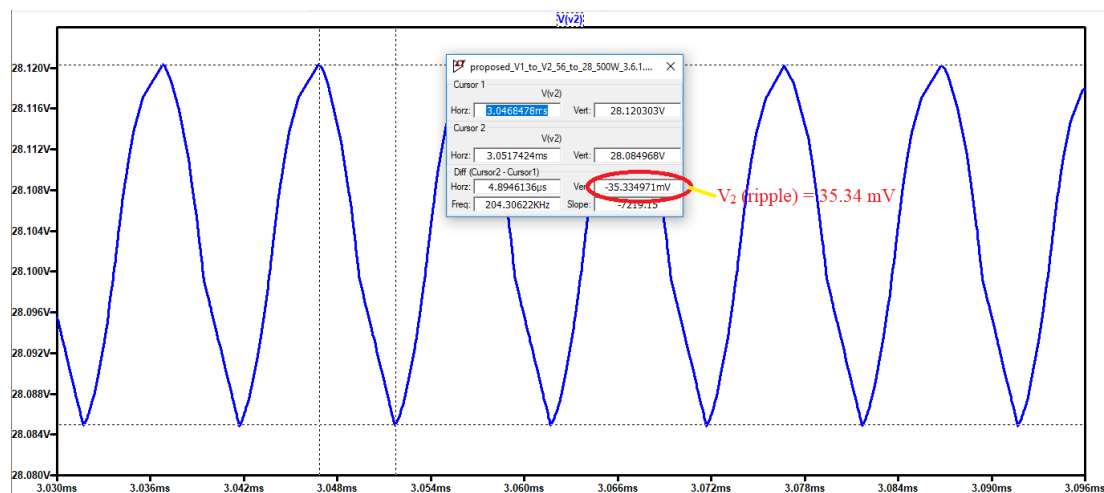 V(v2)
28.120V
28.116V
28.112V
28.108V
28.104V
28.100V
28.096V
28.092V
28.088V
28.084V
28.080V
proposed_V1_to_V2_56_to_28_500W_3.6.1....
Cursor 1
V(v2)
Horz: 3.0468478ms Vert: 28.120303V
Cursor 2
V(v2)
Horz: 3.0517424ms Vert: 28.084968V
Diff (Cursor2 - Cursor1)
Horz: 4.8946136µs Ver -35.334971mV
Freq: 204.30622KHz Slope: -7219.15
V₂ (ripple) = 35.34 mV
3.030ms 3.036ms 3.042ms 3.048ms 3.054ms 3.060ms 3.066ms 3.072ms 3.078ms 3.084ms 3.090ms 3.096ms